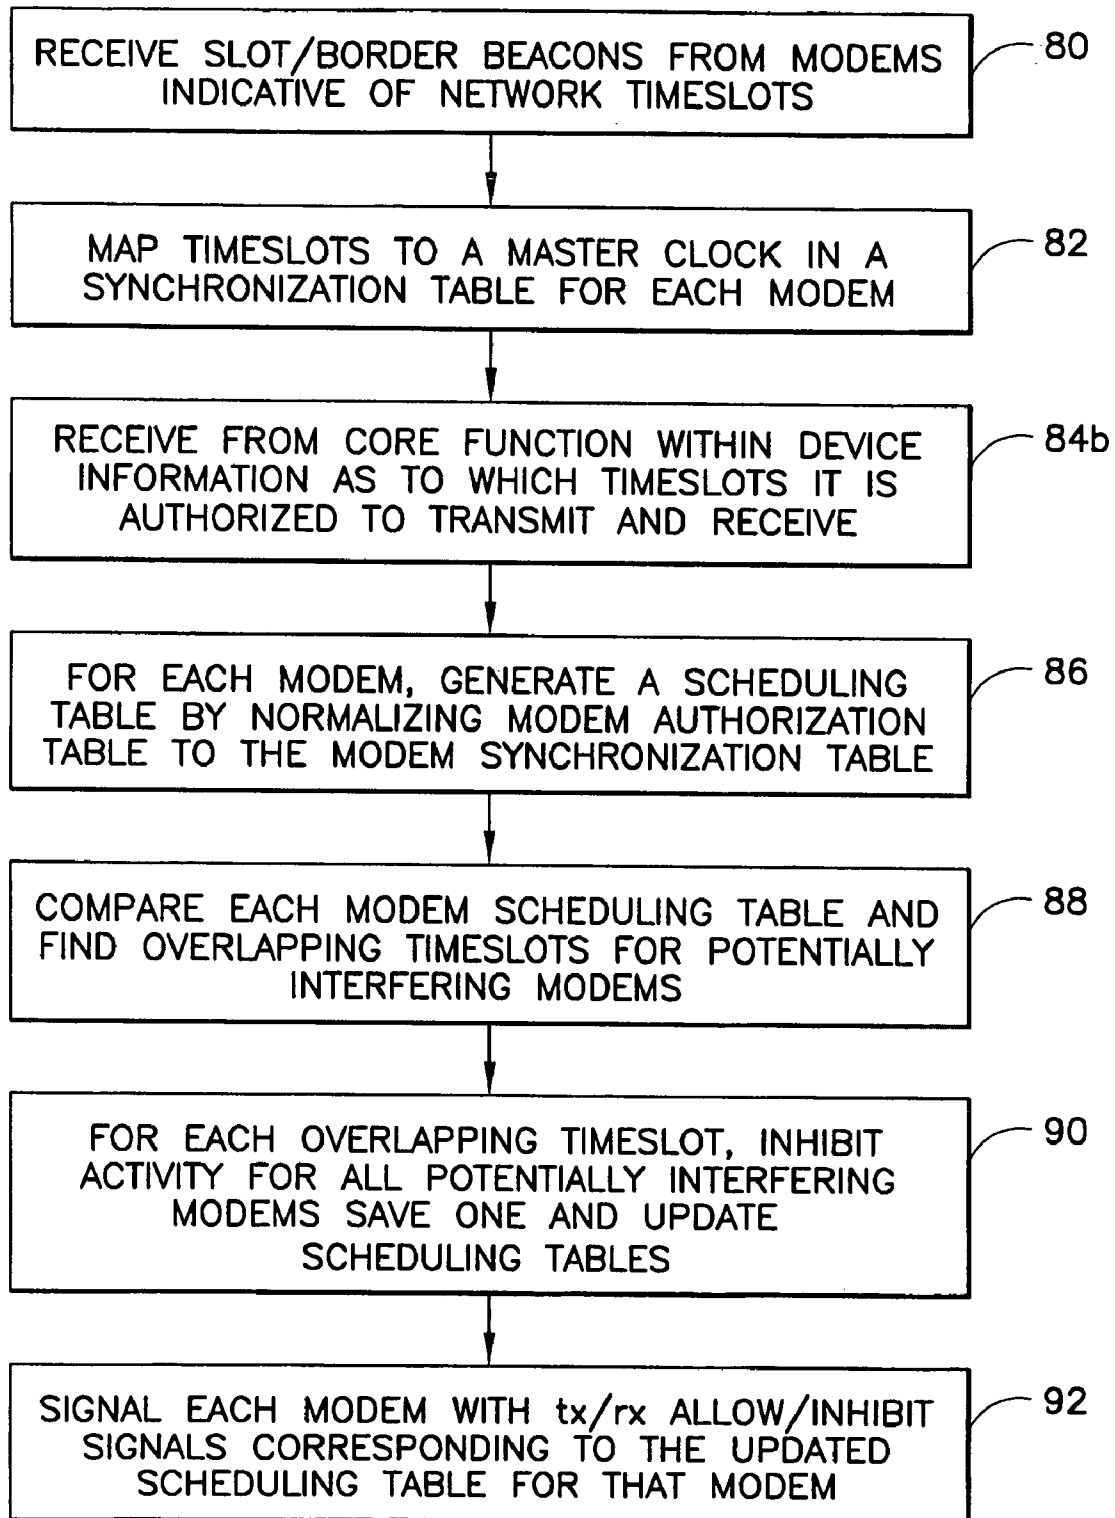 RECEIVE SLOT/BORDER BEACONS FROM MODEMS
INDICATIVE OF NETWORK TIMESLOTS
80
MAP TIMESLOTS TO A MASTER CLOCK IN A
SYNCHRONIZATION TABLE FOR EACH MODEM
82
RECEIVE FROM CORE FUNCTION WITHIN DEVICE
INFORMATION AS TO WHICH TIMESLOTS IT IS
AUTHORIZED TO TRANSMIT AND RECEIVE
84b
FOR EACH MODEM, GENERATE A SCHEDULING
TABLE BY NORMALIZING MODEM AUTHORIZATION
TABLE TO THE MODEM SYNCHRONIZATION TABLE
86
COMPARE EACH MODEM SCHEDULING TABLE AND
FIND OVERLAPPING TIMESLOTS FOR POTENTIALLY
INTERFERING MODEMS
88
FOR EACH OVERLAPPING TIMESLOT, INHIBIT
ACTIVITY FOR ALL POTENTIALLY INTERFERING
MODEMS SAVE ONE AND UPDATE
SCHEDULING TABLES
90
SIGNAL EACH MODEM WITH tx/rx ALLOW/INHIBIT
SIGNALS CORRESPONDING TO THE UPDATED
SCHEDULING TABLE FOR THAT MODEM
92